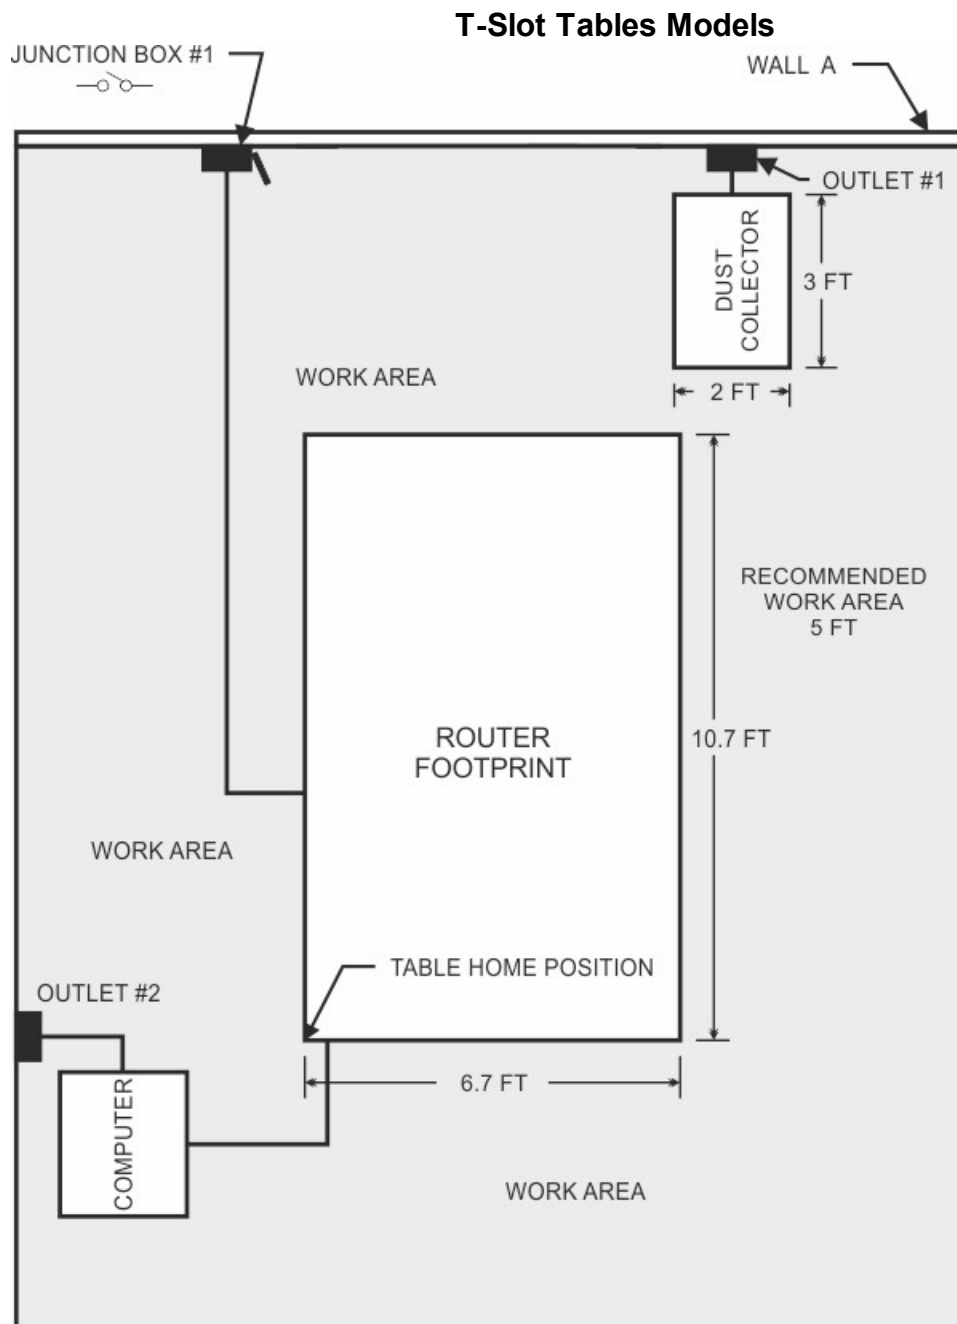 T-Slot Tables Models
JUNCTION BOX #1
WALL A
OUTLET #1
DUST
COLLECTOR
3 FT
2 FT
WORK AREA
RECOMMENDED
WORK AREA
5 FT
ROUTER
FOOTPRINT
10.7 FT
WORK AREA
TABLE HOME POSITION
OUTLET #2
6.7 FT
COMPUTER
WORK AREA